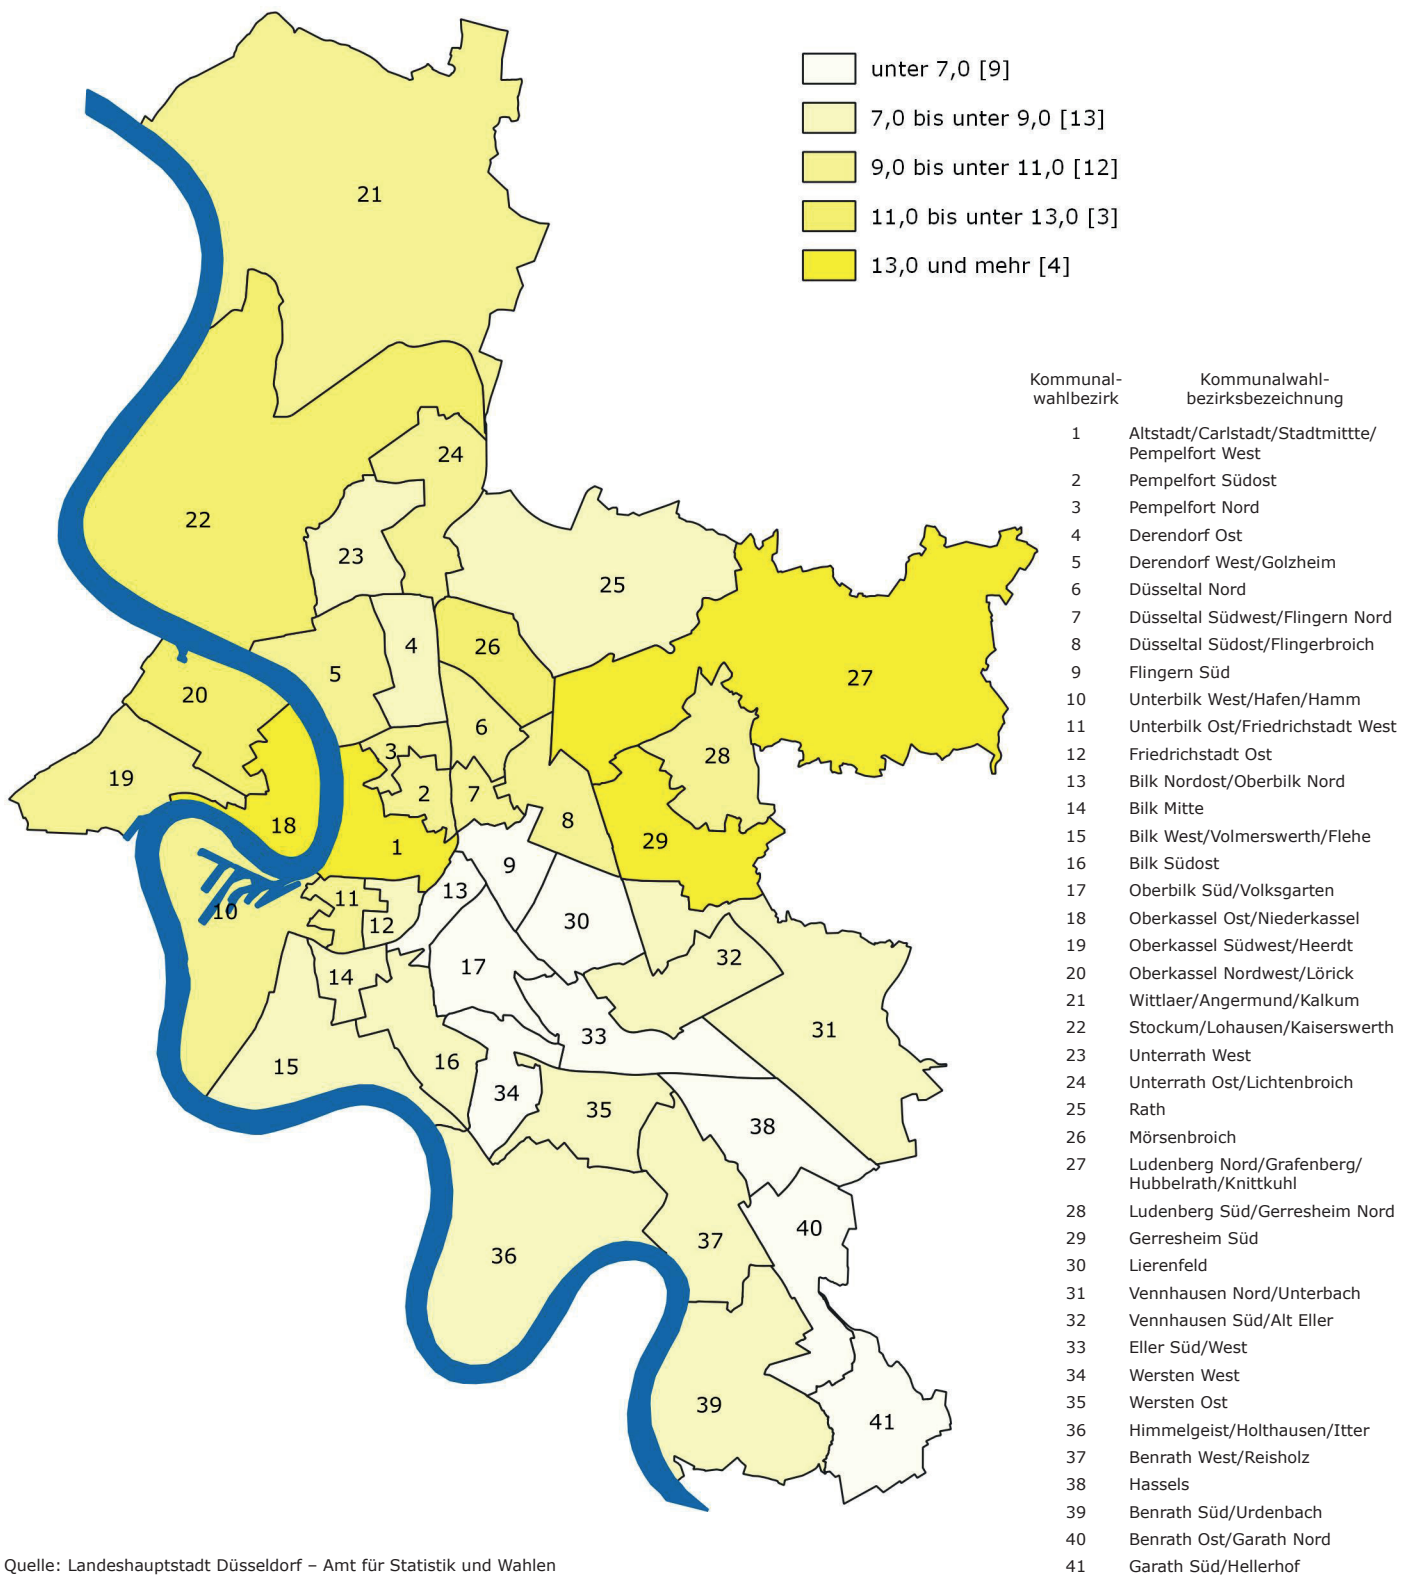 unter 7,0 [9]
7,0 bis unter 9,0 [13]
9,0 bis unter 11,0 [12]
11,0 bis unter 13,0 [3]
13,0 und mehr [4]
21
24
22
23
25
4
26
5
27
20
6
3
28
19
2
7
8
18
1
29
9
13
11
10
12
30
14
17
32
33
31
15
16
34
35
38
40
37
36
39
41
Kommunal-
wahlbezirk
Kommunalwahl-
bezirksbezeichnung
1 Altstadt/Carlstadt/Stadtmittte/
Pempelfort West
2 Pempelfort Südost
3 Pempelfort Nord
4 Derendorf Ost
5 Derendorf West/Golzheim
6 Düsseltal Nord
7 Düsseltal Südwest/Flingern Nord
8 Düsseltal Südost/Flingerbroich
9 Flingern Süd
10 Unterbilk West/Hafen/Hamm
11 Unterbilk Ost/Friedrichstadt West
12 Friedrichstadt Ost
13 Bilk Nordost/Oberbilk Nord
14 Bilk Mitte
15 Bilk West/Volmerswerth/Flehe
16 Bilk Südost
17 Oberbilk Süd/Volksgarten
18 Oberkassel Ost/Niederkassel
19 Oberkassel Südwest/Heerdt
20 Oberkassel Nordwest/Lörick
21 Wittlaer/Angermund/Kalkum
22 Stockum/Lohausen/Kaiserswerth
23 Unterrath West
24 Unterrath Ost/Lichtenbroich
25 Rath
26 Mörsenbroich
27 Ludenberg Nord/Grafenberg/
Hubbelrath/Knittkuhl
28 Ludenberg Süd/Gerresheim Nord
29 Gerresheim Süd
30 Lierenfeld
31 Vennhausen Nord/Unterbach
32 Vennhausen Süd/Alt Eller
33 Eller Süd/West
34 Wersten West
35 Wersten Ost
36 Himmelgeist/Holthausen/Itter
37 Benrath West/Reisholz
38 Hassels
39 Benrath Süd/Urdenbach
40 Benrath Ost/Garath Nord
41 Garath Süd/Hellerhof
Quelle: Landeshauptstadt Düsseldorf – Amt für Statistik und Wahlen